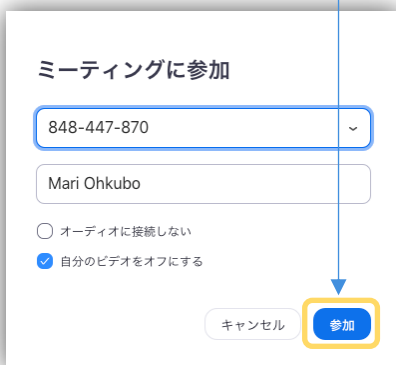 ミーティングに参加
848-447-870
Mari Ohkubo
オーディオに接続しない
自分のビデオをオフにする
キャンセル 参加